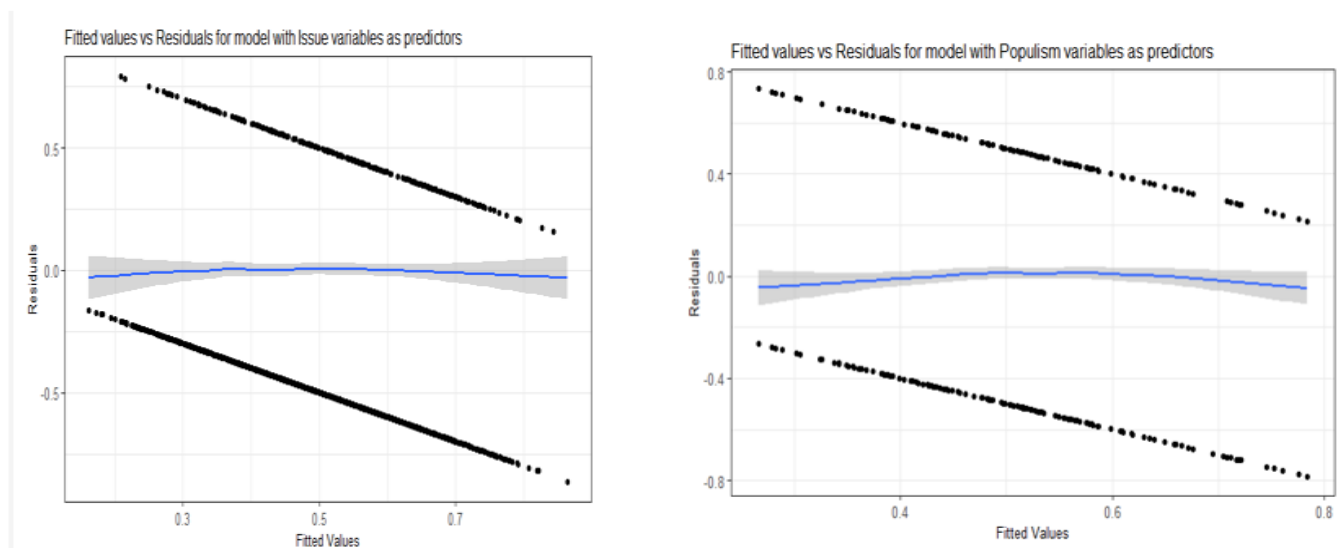 Fitted values vs Residuals for model with Issue variables as predictors
0.5
0.0
-0.5
Residuals
0.3 0.5 0.7
Fitted Values
Fitted values vs Residuals for model with Populism variables as predictors
0.8
0.4
0.0
-0.4
-0.8
Residuals
0.4 0.6 0.8
Fitted Values